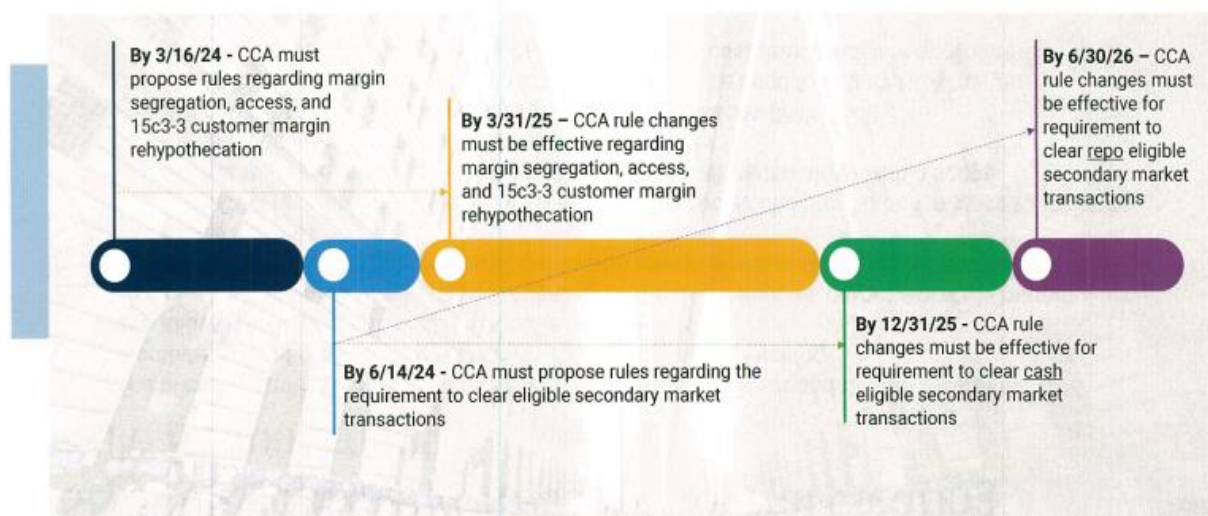 By 3/16/24 - CCA must
propose rules regarding margin
segregation, access, and
15c3-3 customer margin
rehypothecation
By 3/31/25 – CCA rule changes
must be effective regarding
margin segregation, access,
and 15c3-3 customer margin
rehypothecation
By 6/30/26 – CCA
rule changes must
be effective for
requirement to
clear repo eligible
secondary market
transactions
By 6/14/24 - CCA must propose rules regarding the
requirement to clear eligible secondary market
transactions
By 12/31/25 - CCA rule
changes must be effective for
requirement to clear cash
eligible secondary market
transactions